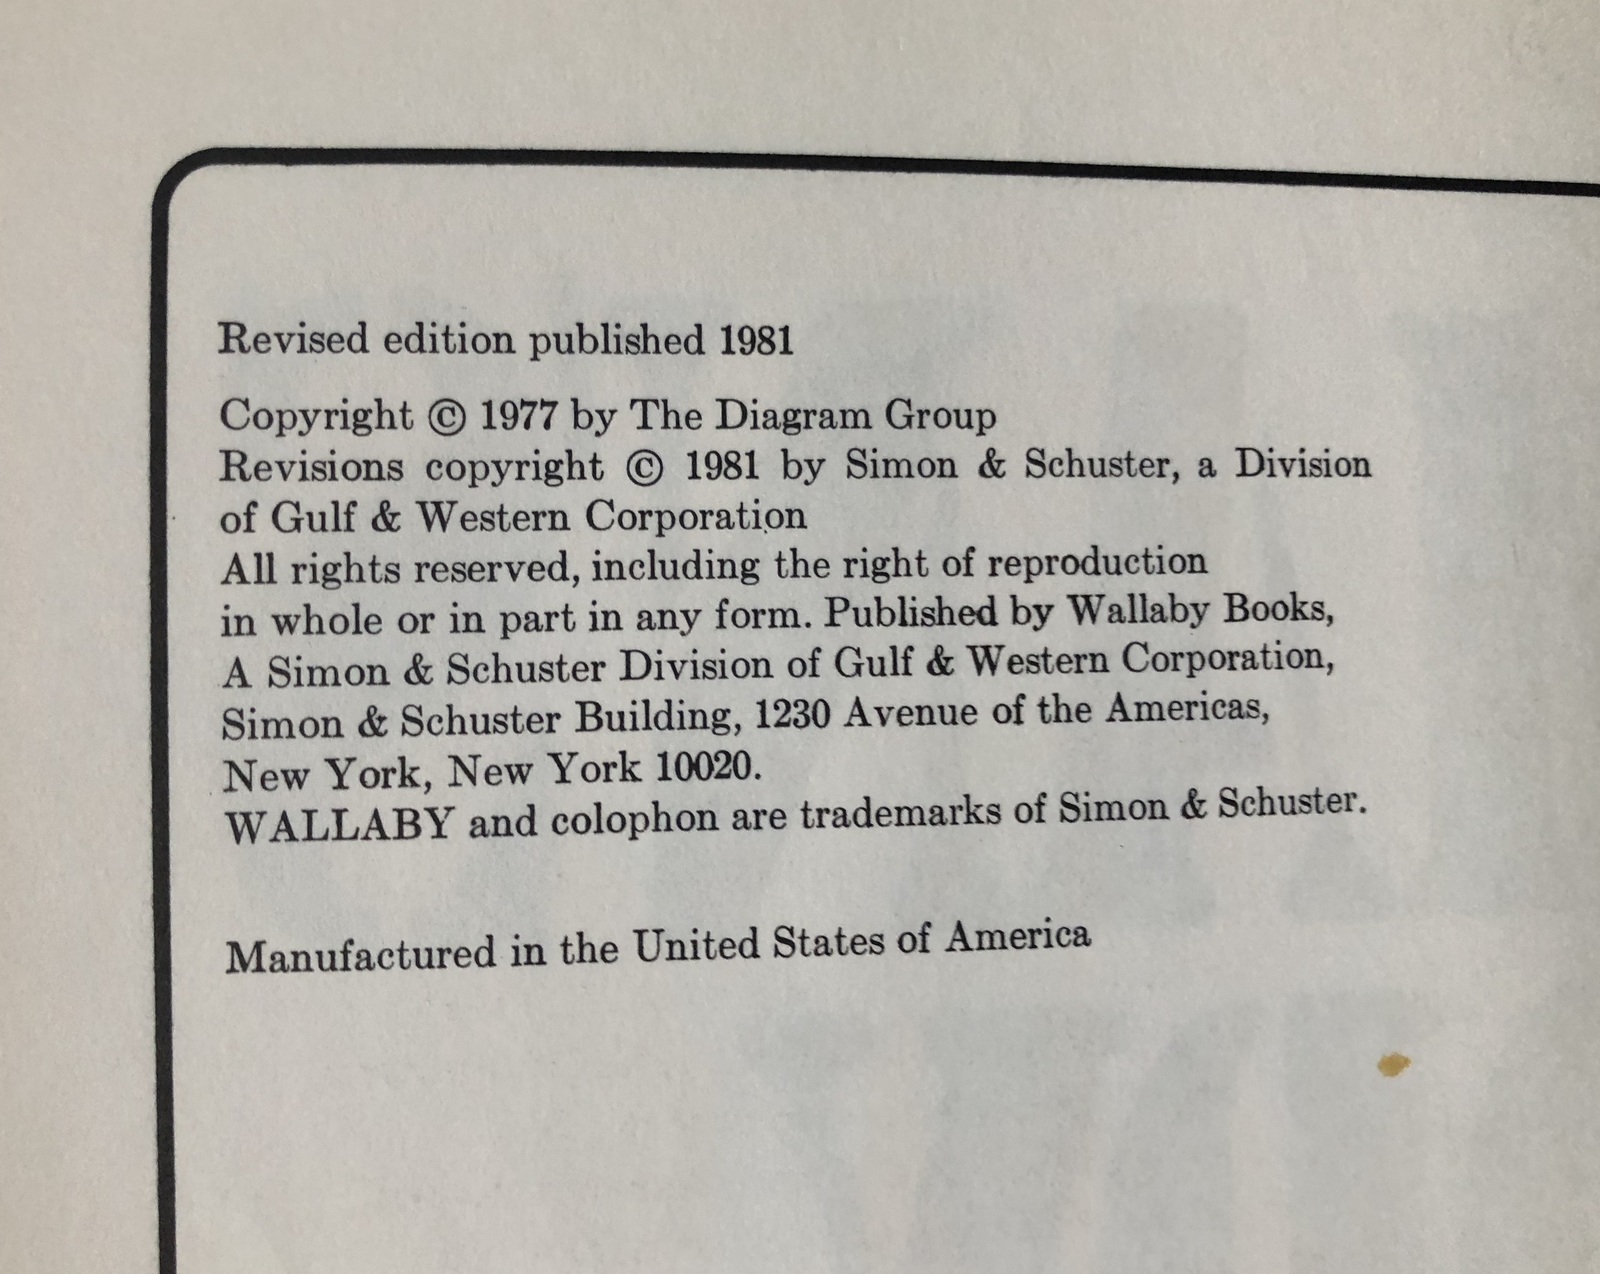 Revised edition published 1981
Copyright © 1977 by The Diagram Group
Revisions copyright © 1981 by Simon & Schuster, a Division
of Gulf & Western Corporation
All rights reserved, including the right of reproduction
in whole or in part in any form. Published by Wallaby Books,
A Simon & Schuster Division of Gulf & Western Corporation,
Simon & Schuster Building, 1230 Avenue of the Americas,
New York, New York 10020.
WALLABY and colophon are trademarks of Simon & Schuster.
Manufactured in the United States of America